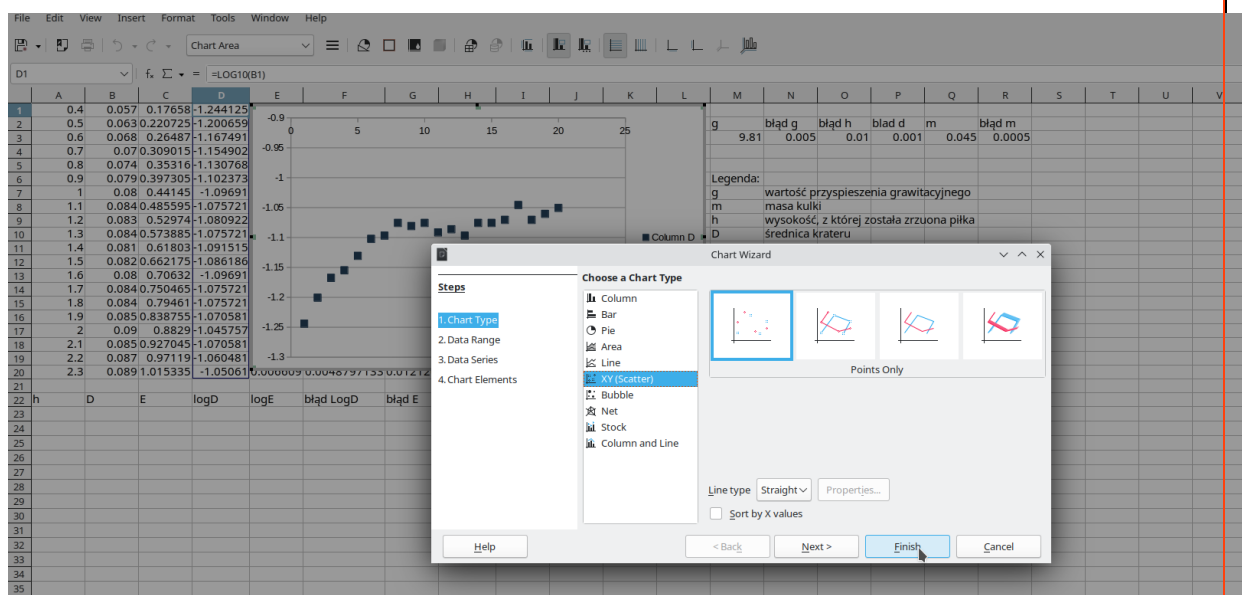 File Edit View Insert Format Tools Window Help
Chart Area
D1 =LOG10(B1)
A B C D E F G H I J K L M N O P Q R S T U V
1 0.4 0.057 0.17658 -1.244125
2 0.5 0.063 0.220725 -1.200659 g błąd g błąd h blad d m błąd m
3 0.6 0.068 0.26487 -1.167491 9.81 0.005 0.01 0.001 0.045 0.0005
4 0.7 0.07 0.309015 -1.154902
5 0.8 0.074 0.35316 -1.130768
6 0.9 0.079 0.397305 -1.102373 Legenda:
7 1 0.08 0.44145 -1.09691 g wartość przyspieszenia grawitacyjnego
8 1.1 0.084 0.485595 -1.075721 m masa kulki
9 1.2 0.083 0.52974 -1.080922 h wysokość, z której została zrzuona piłka
10 1.3 0.084 0.573885 -1.075721 D średnica krateru
11 1.4 0.081 0.61803 -1.091515
12 1.5 0.082 0.662175 -1.086186
13 1.6 0.08 0.70632 -1.09691
14 1.7 0.084 0.750465 -1.075721
15 1.8 0.084 0.79461 -1.075721
16 1.9 0.085 0.838755 -1.070581
17 2 0.09 0.8829 -1.045757
18 2.1 0.085 0.927045 -1.070581
19 2.2 0.087 0.97119 -1.060481
20 2.3 0.089 1.015335 -1.05061
21
22 h D E logD logE błąd LogD błąd E
23
24
25
26
27
28
29
30
31
32
33
34
35
-0.9
0 5 10 15 20 25
-0.95
-1
-1.05
-1.1
-1.15
-1.2
-1.25
-1.3
Column D
Chart Wizard
Steps
1. Chart Type
2. Data Range
3. Data Series
4. Chart Elements
Choose a Chart Type
Column
Bar
Pie
Area
Line
XY (Scatter)
Bubble
Net
Stock
Column and Line
Points Only
Line type Straight Properties...
Sort by X values
Help < Back Next > Finish Cancel